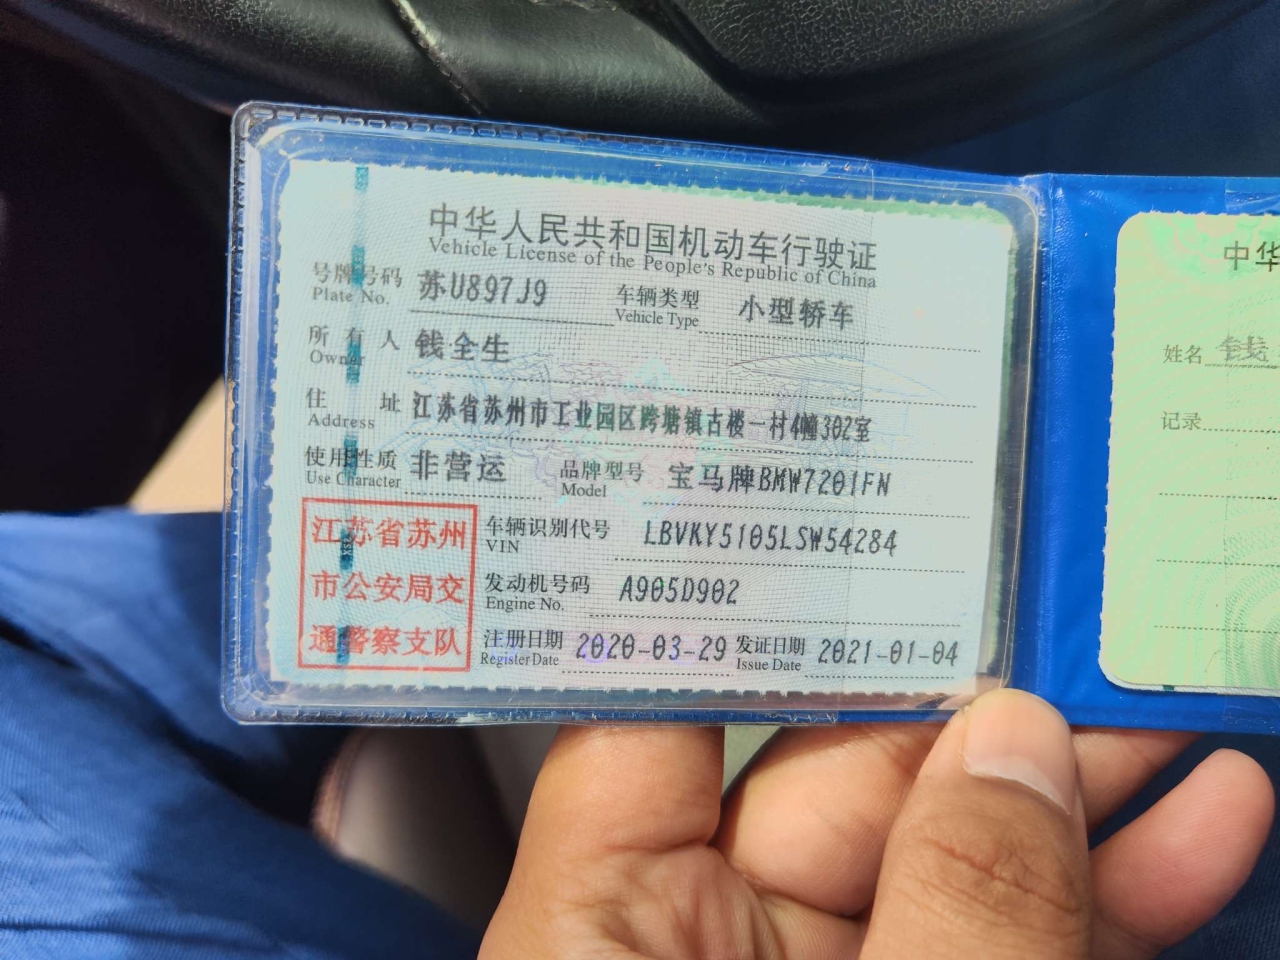 中华人民共和国机动车行驶证
Vehicle License of the People's Republic of China
号牌号码 苏U897J9 车辆类型 小型轿车
Plate No. Vehicle Type
所有人 钱全生
Owner
住址 江苏省苏州市工业园区跨塘镇古楼一村4幢302室
Address
使用性质 非营运 品牌型号 宝马牌BMW7201FN
Use Character Model
江苏省苏州
市公安局交
通警察支队
车辆识别代号 LBVKY5105LSW54284
VIN
发动机号码 A905D902
Engine No.
注册日期 2020-03-29 发证日期 2021-01-04
Register Date Issue Date
中华
姓名 钱
记录